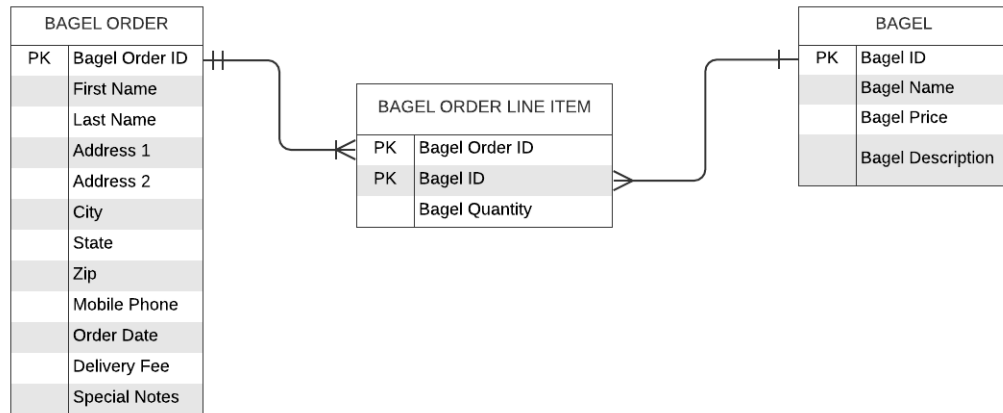 BAGEL ORDER
PK Bagel Order ID
First Name
Last Name
Address 1
Address 2
City
State
Zip
Mobile Phone
Order Date
Delivery Fee
Special Notes
BAGEL ORDER LINE ITEM
PK Bagel Order ID
PK Bagel ID
Bagel Quantity
BAGEL
PK Bagel ID
Bagel Name
Bagel Price
Bagel Description